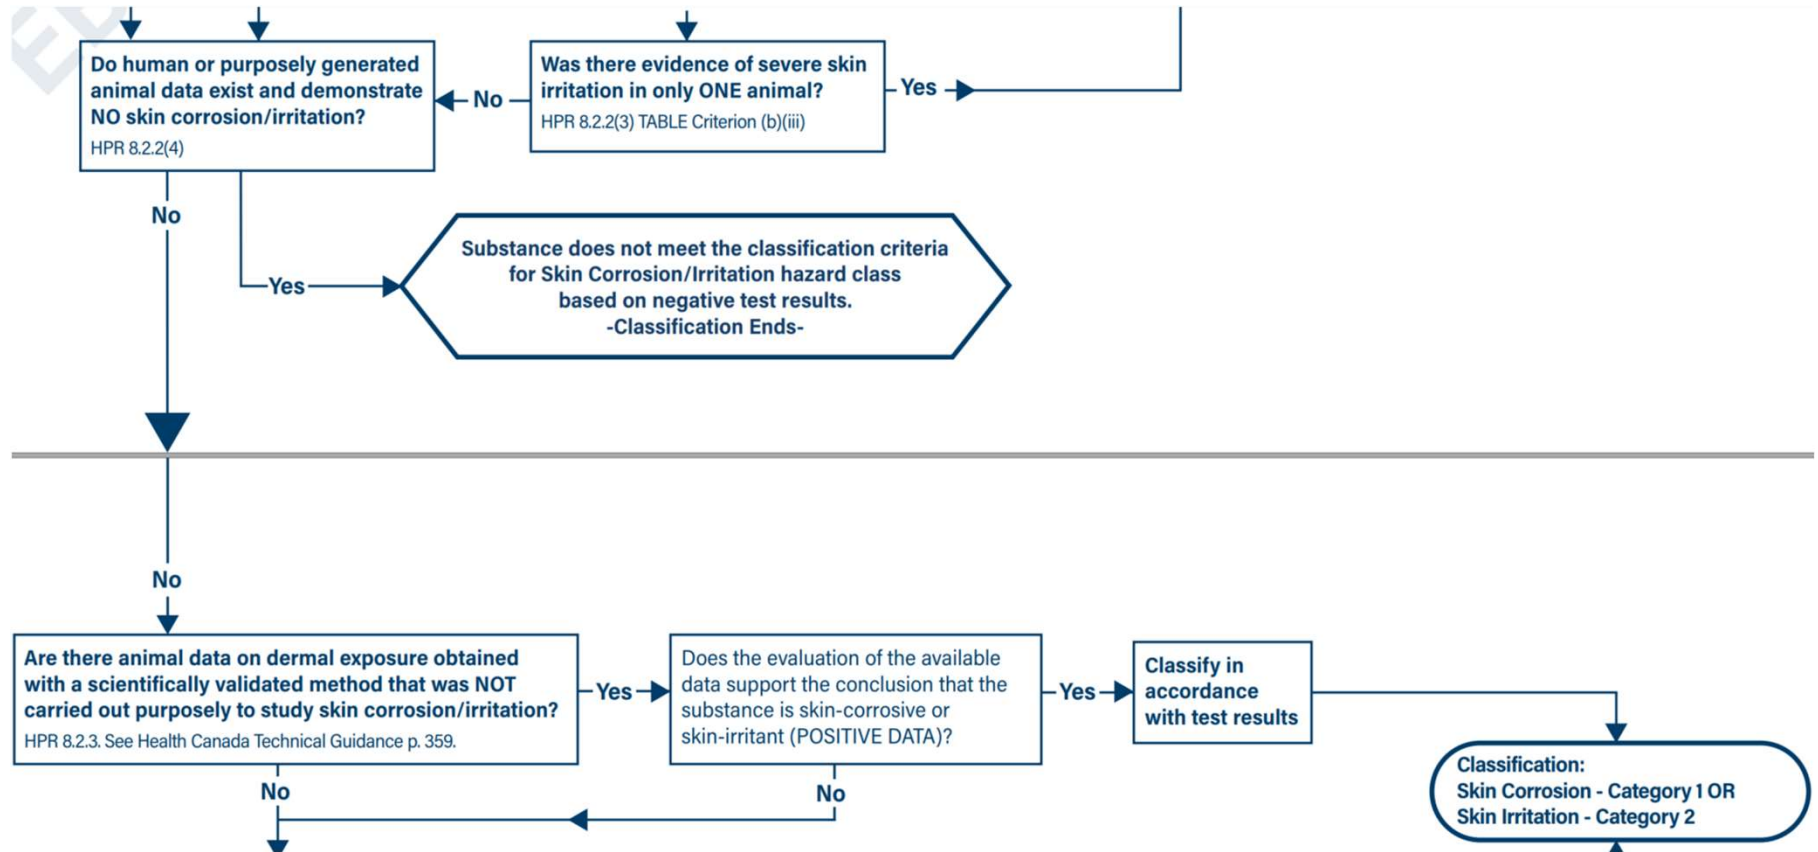 Do human or purposely generated
animal data exist and demonstrate
NO skin corrosion/irritation?
HPR 8.2.2(4)
No
Was there evidence of severe skin
irritation in only ONE animal?
HPR 8.2.2(3) TABLE Criterion (b)(iii)
Yes
No
Yes
Substance does not meet the classification criteria
for Skin Corrosion/Irritation hazard class
based on negative test results.
-Classification Ends-
No
Are there animal data on dermal exposure obtained
with a scientifically validated method that was NOT
carried out purposely to study skin corrosion/irritation?
HPR 8.2.3. See Health Canada Technical Guidance p. 359.
Yes
Does the evaluation of the available
data support the conclusion that the
substance is skin-corrosive or
skin-irritant (POSITIVE DATA)?
Yes
Classify in
accordance
with test results
No
No
Classification:
Skin Corrosion - Category 1 OR
Skin Irritation - Category 2